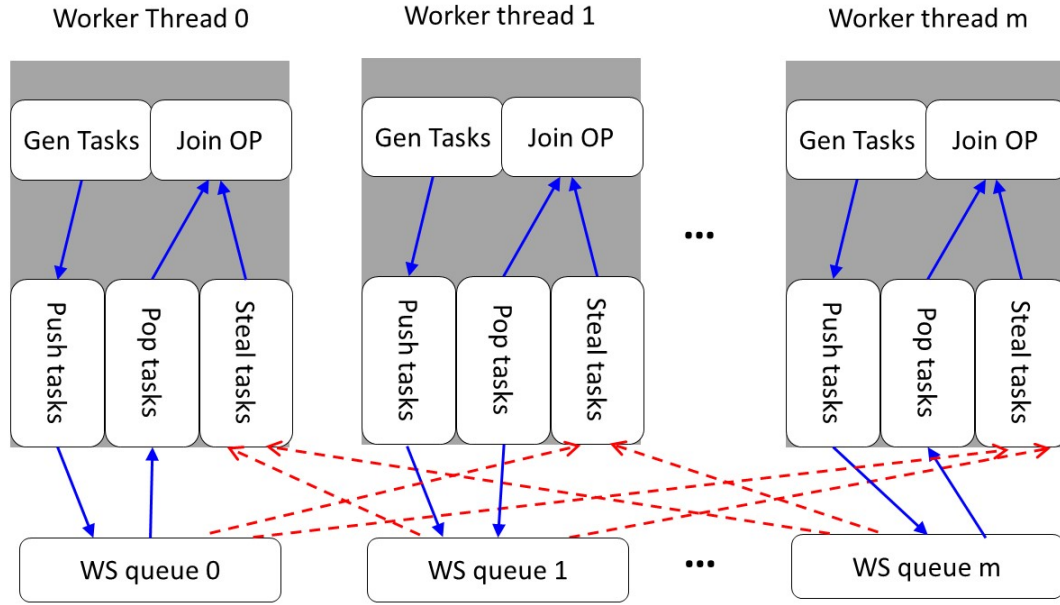 Worker Thread 0
Worker thread 1
Worker thread m
Gen Tasks
Join OP
Gen Tasks
Join OP
...
Gen Tasks
Join OP
Push tasks
Pop tasks
Steal tasks
Push tasks
Pop tasks
Steal tasks
Push tasks
Pop tasks
Steal tasks
WS queue 0
WS queue 1
...
WS queue m